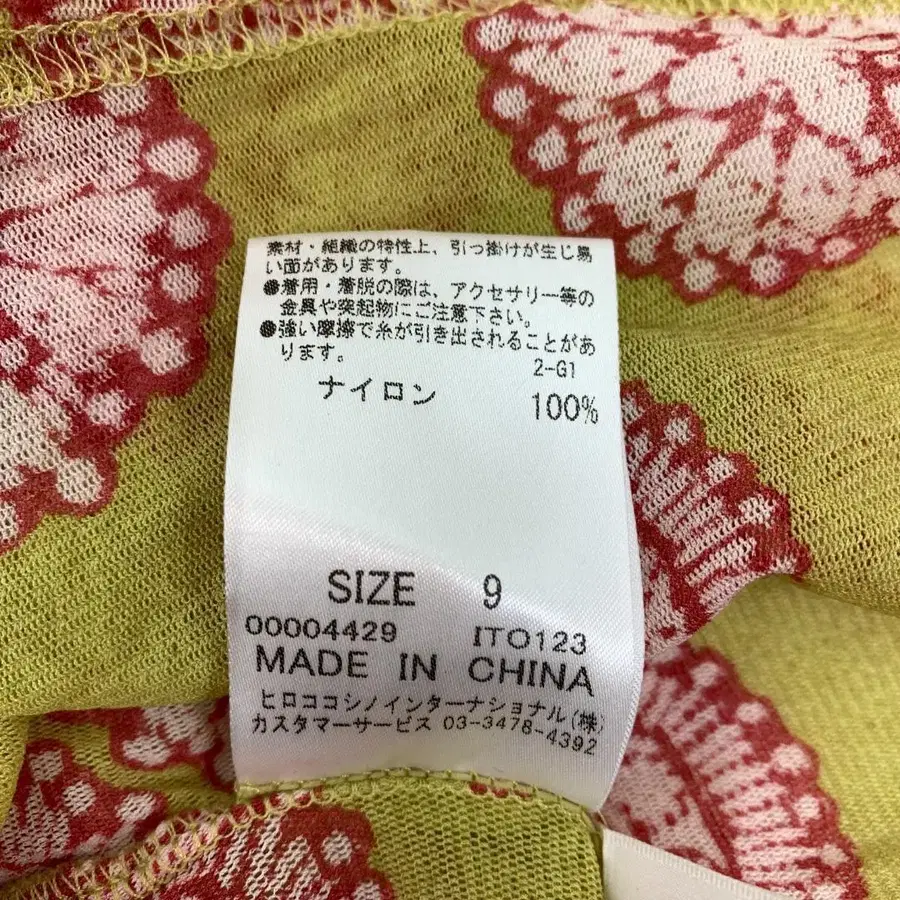 素材・組織の特性上、引っ掛けが生じ易
い面があります。
●着用・着脱の際は、アクセサリー等の
金具や突起物にご注意下さい。
●強い摩擦で糸が引き出されることがあ
ります。
2-G1
ナイロン 100%
SIZE 9
00004429 ITO123
MADE IN CHINA
ヒロココシノインターナショナル(株)
カスタマーサービス 03-3478-4392